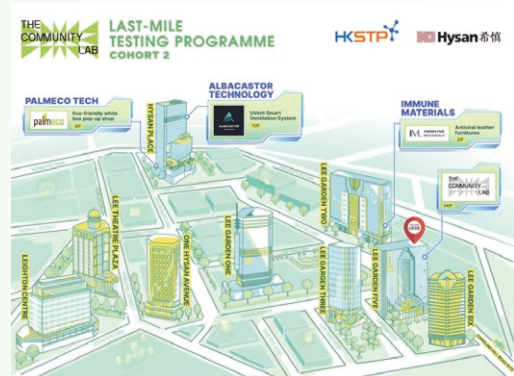 THE
COMMUNITY
LAB
LAST-MILE
TESTING PROGRAMME
COHORT 2
HKSTP
Hysan希慎
PALMECO TECH
palmeco
Eco-friendly white
box pop-up shop
ALBACASTOR
TECHNOLOGY
ALBACASTOR
UVent Smart
Ventilation System
IMMUNE
MATERIALS
IMMUNE
MATERIALS
Antiviral leather
furnitures
THE
COMMUNITY
LAB
HYSAN PLACE
LEE THEATRE PLAZA
LEIGHTON CENTRE
ONE HYSAN AVENUE
LEE GARDEN ONE
LEE GARDEN TWO
LEE GARDEN THREE
LEE GARDEN FIVE
LEE GARDEN SIX